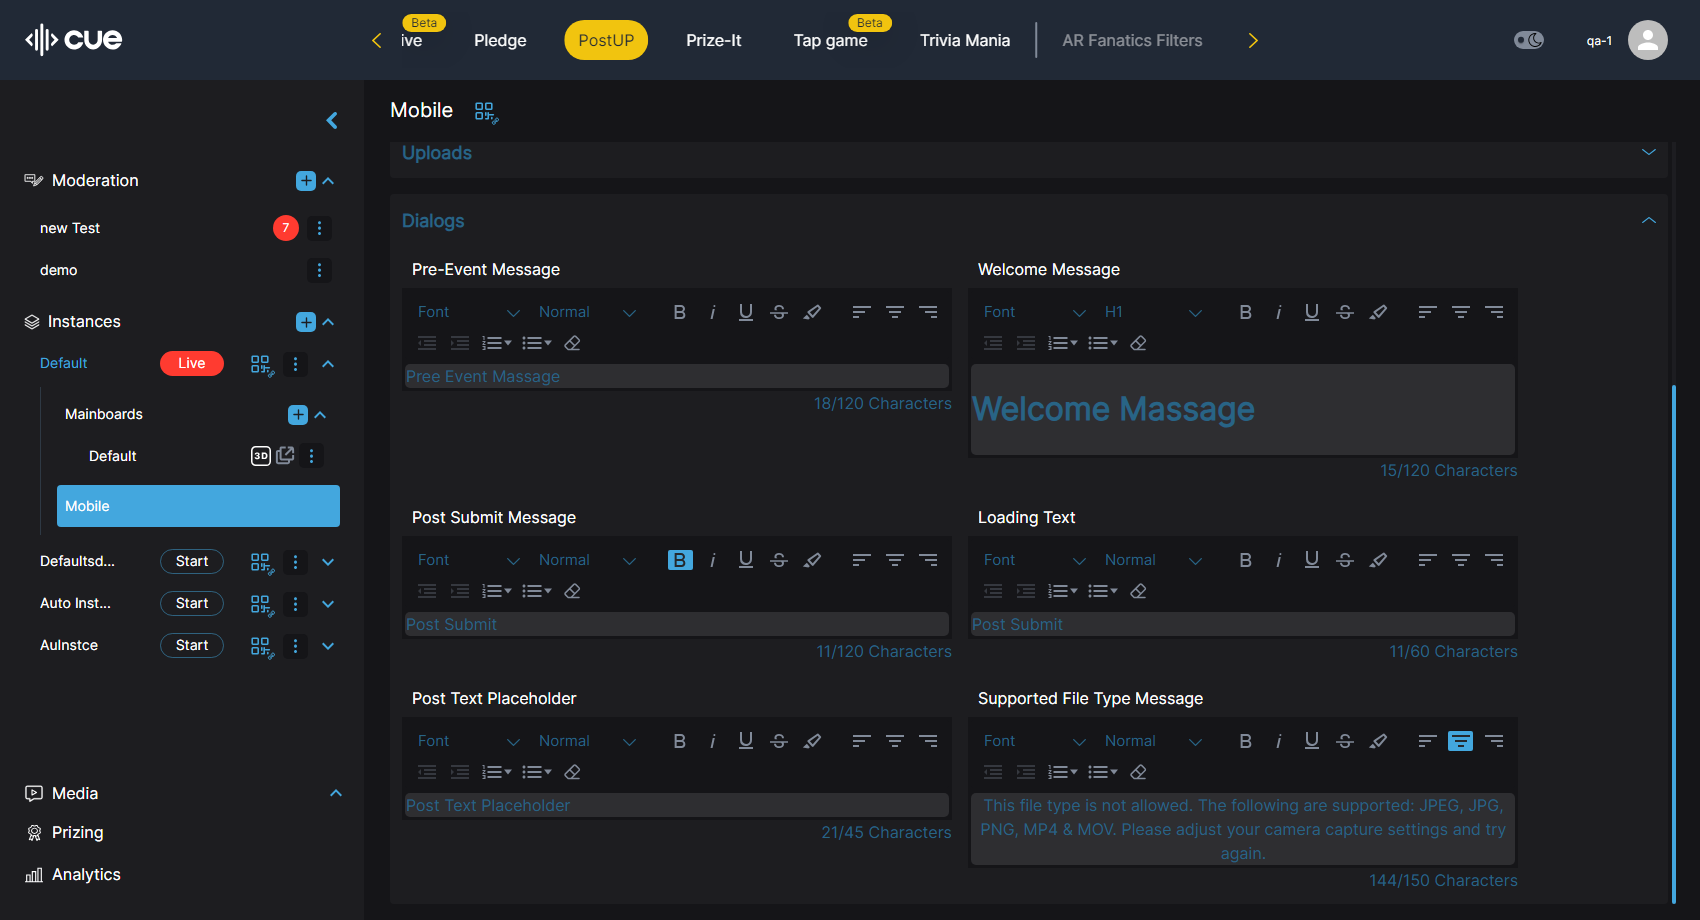 cue
Beta
ive
Pledge
PostUP
Prize-It
Beta
Tap game
Trivia Mania
AR Fanatics Filters
qa-1
Moderation
new Test
7
demo
Instances
Default
Live
Mainboards
Default
3D
Mobile
Defaultsd...
Start
Auto Inst...
Start
AuInstce
Start
Media
Prizing
Analytics
Mobile
Uploads
Dialogs
Pre-Event Message
Font Normal B i U S
Pree Event Massage
18/120 Characters
Welcome Message
Font H1 B i U S
Welcome Massage
15/120 Characters
Post Submit Message
Font Normal B i U S
Post Submit
11/120 Characters
Loading Text
Font Normal B i U S
Post Submit
11/60 Characters
Post Text Placeholder
Font Normal B i U S
Post Text Placeholder
21/45 Characters
Supported File Type Message
Font Normal B i U S
This file type is not allowed. The following are supported: JPEG, JPG,
PNG, MP4 & MOV. Please adjust your camera capture settings and try
again.
144/150 Characters